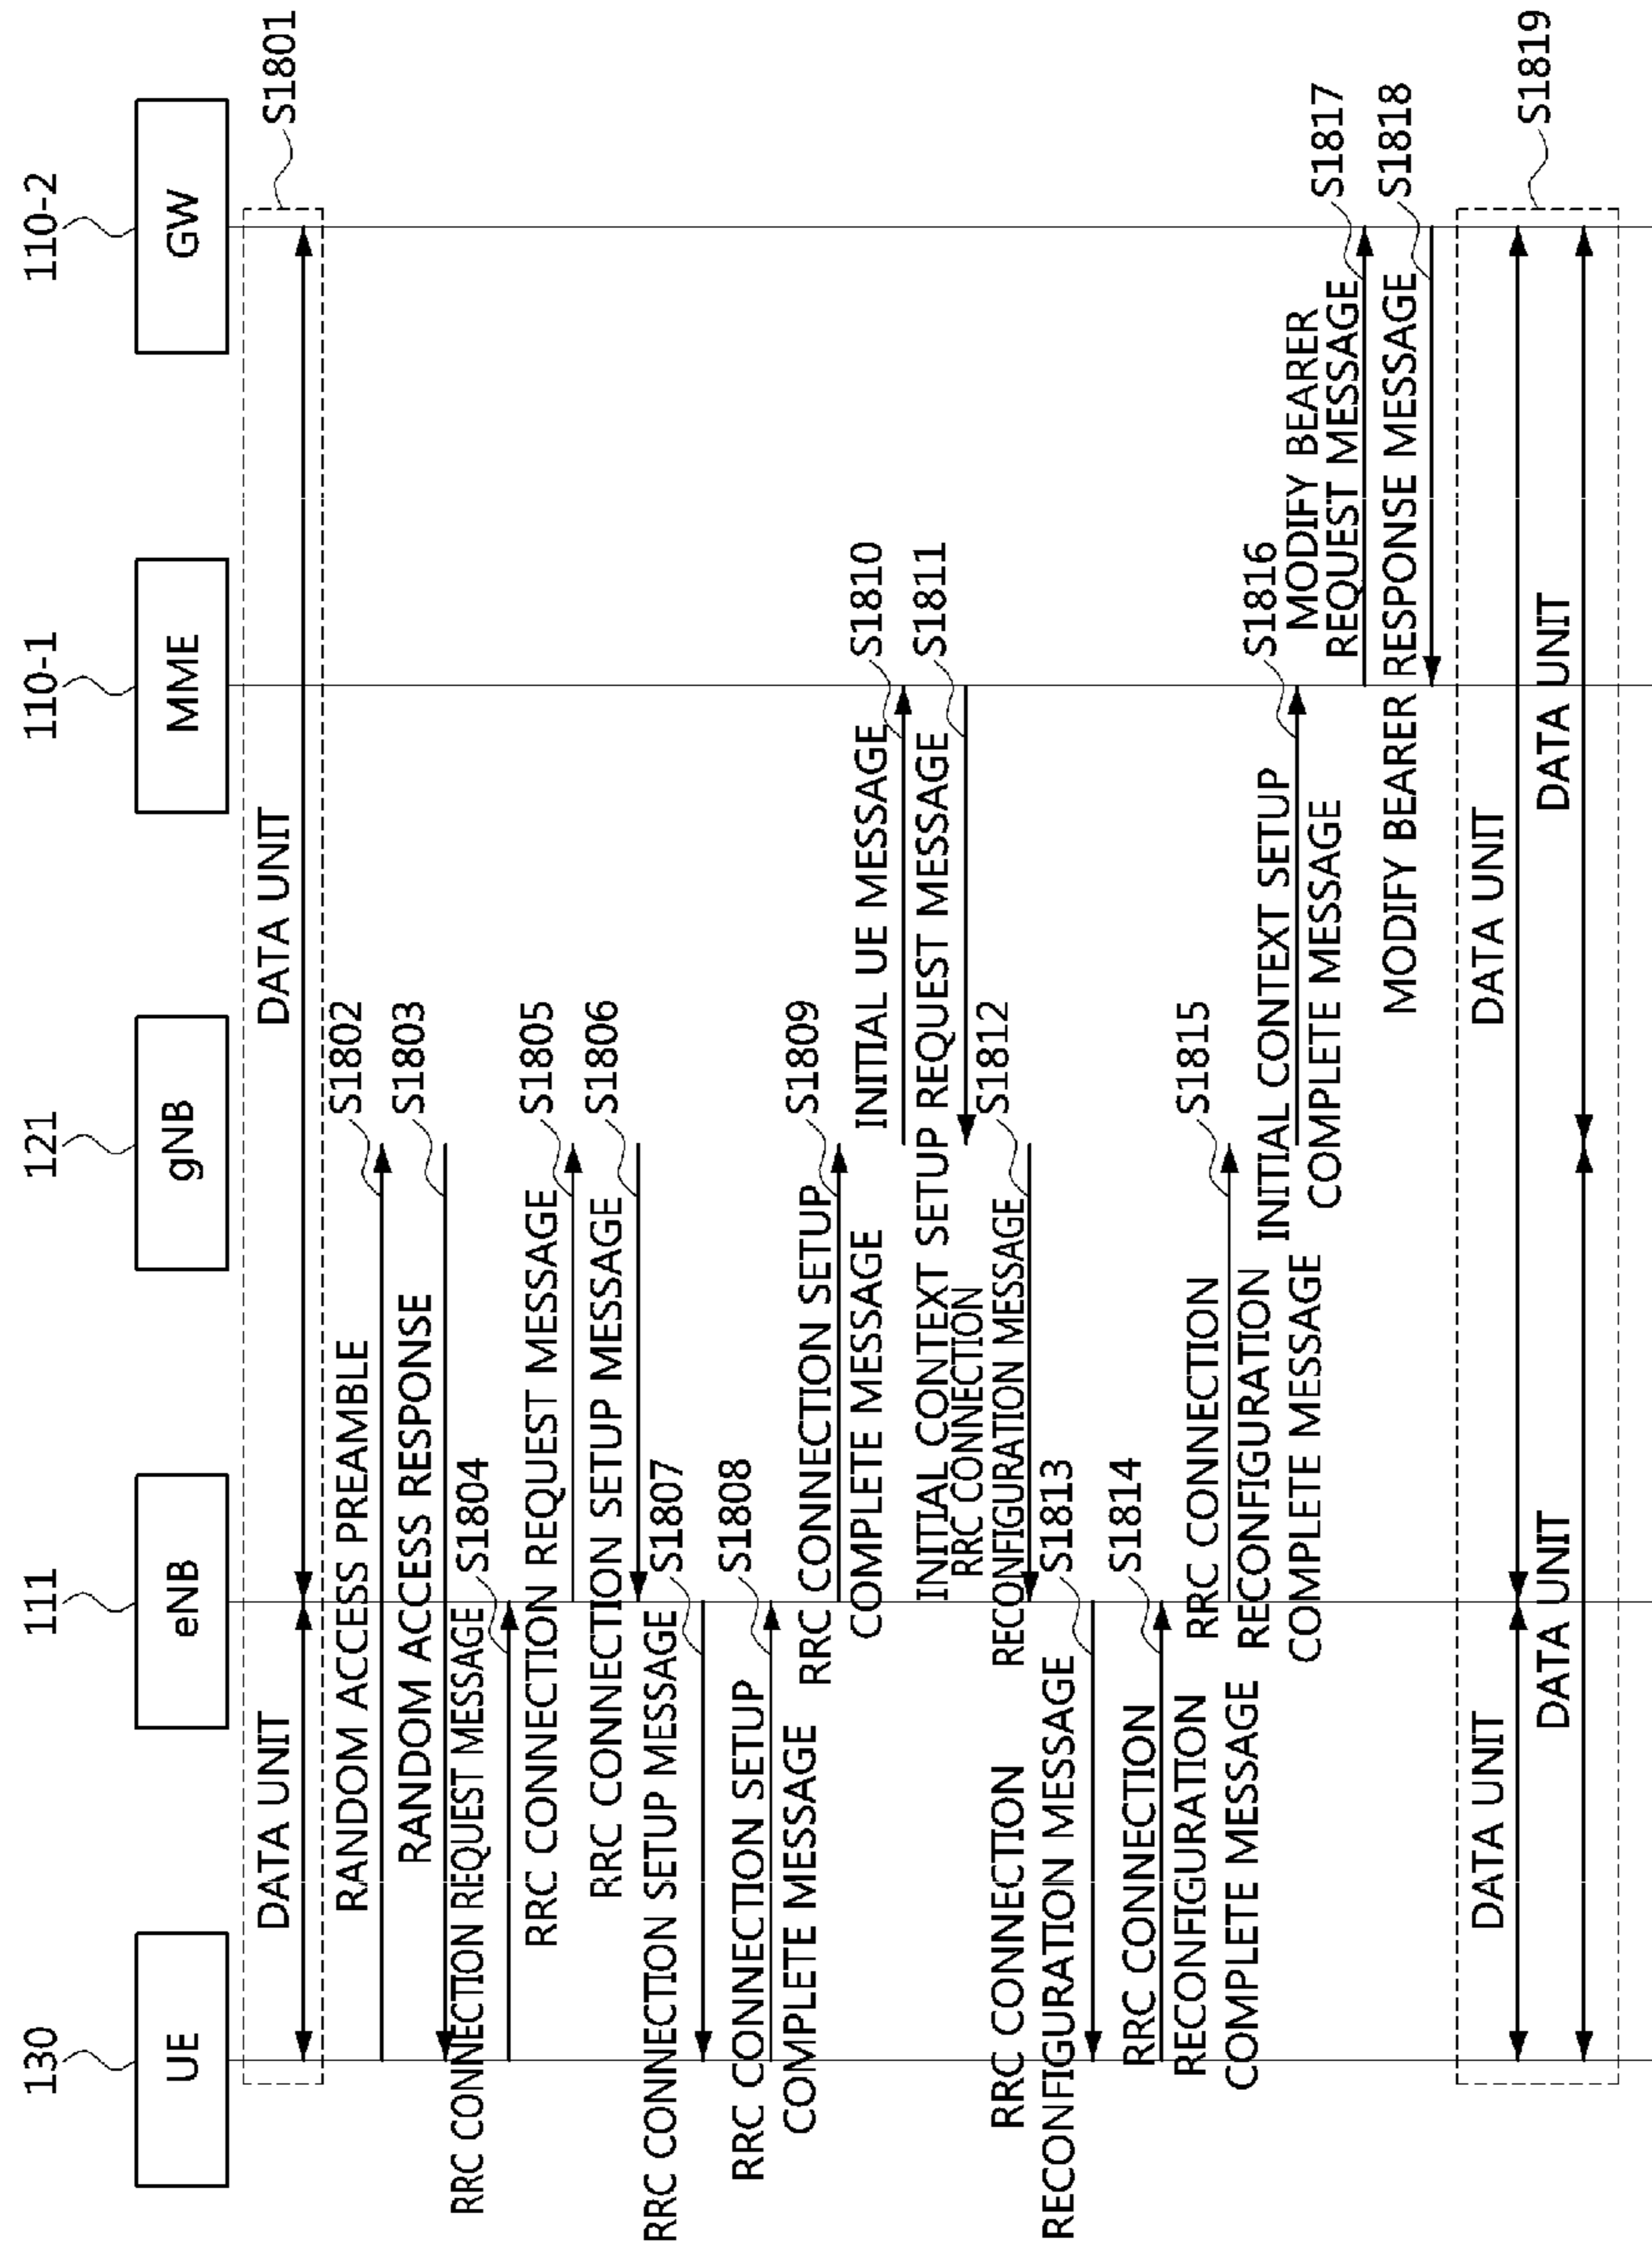 130
111
121
110-1
110-2
UE
eNB
gNB
MME
GW
DATA UNIT
DATA UNIT
S1801
RANDOM ACCESS PREAMBLE
S1802
RANDOM ACCESS RESPONSE
S1803
RRC CONNECTION REQUEST MESSAGE
S1804
RRC CONNECTION REQUEST MESSAGE
S1805
RRC CONNECTION SETUP MESSAGE
S1806
RRC CONNECTION SETUP MESSAGE
S1807
RRC CONNECTION SETUP
COMPLETE MESSAGE
S1808
RRC CONNECTION SETUP
COMPLETE MESSAGE
S1809
INITIAL UE MESSAGE
S1810
INITIAL CONTEXT SETUP REQUEST MESSAGE
S1811
RRC CONNECTION
RECONFIGURATION MESSAGE
S1812
RRC CONNECTION
RECONFIGURATION MESSAGE
S1813
RRC CONNECTION
RECONFIGURATION
COMPLETE MESSAGE
S1814
RRC CONNECTION
RECONFIGURATION
COMPLETE MESSAGE
S1815
INITIAL CONTEXT SETUP
COMPLETE MESSAGE
S1816
MODIFY BEARER
REQUEST MESSAGE
S1817
MODIFY BEARER RESPONSE MESSAGE
S1818
DATA UNIT
DATA UNIT
S1819
DATA UNIT
DATA UNIT